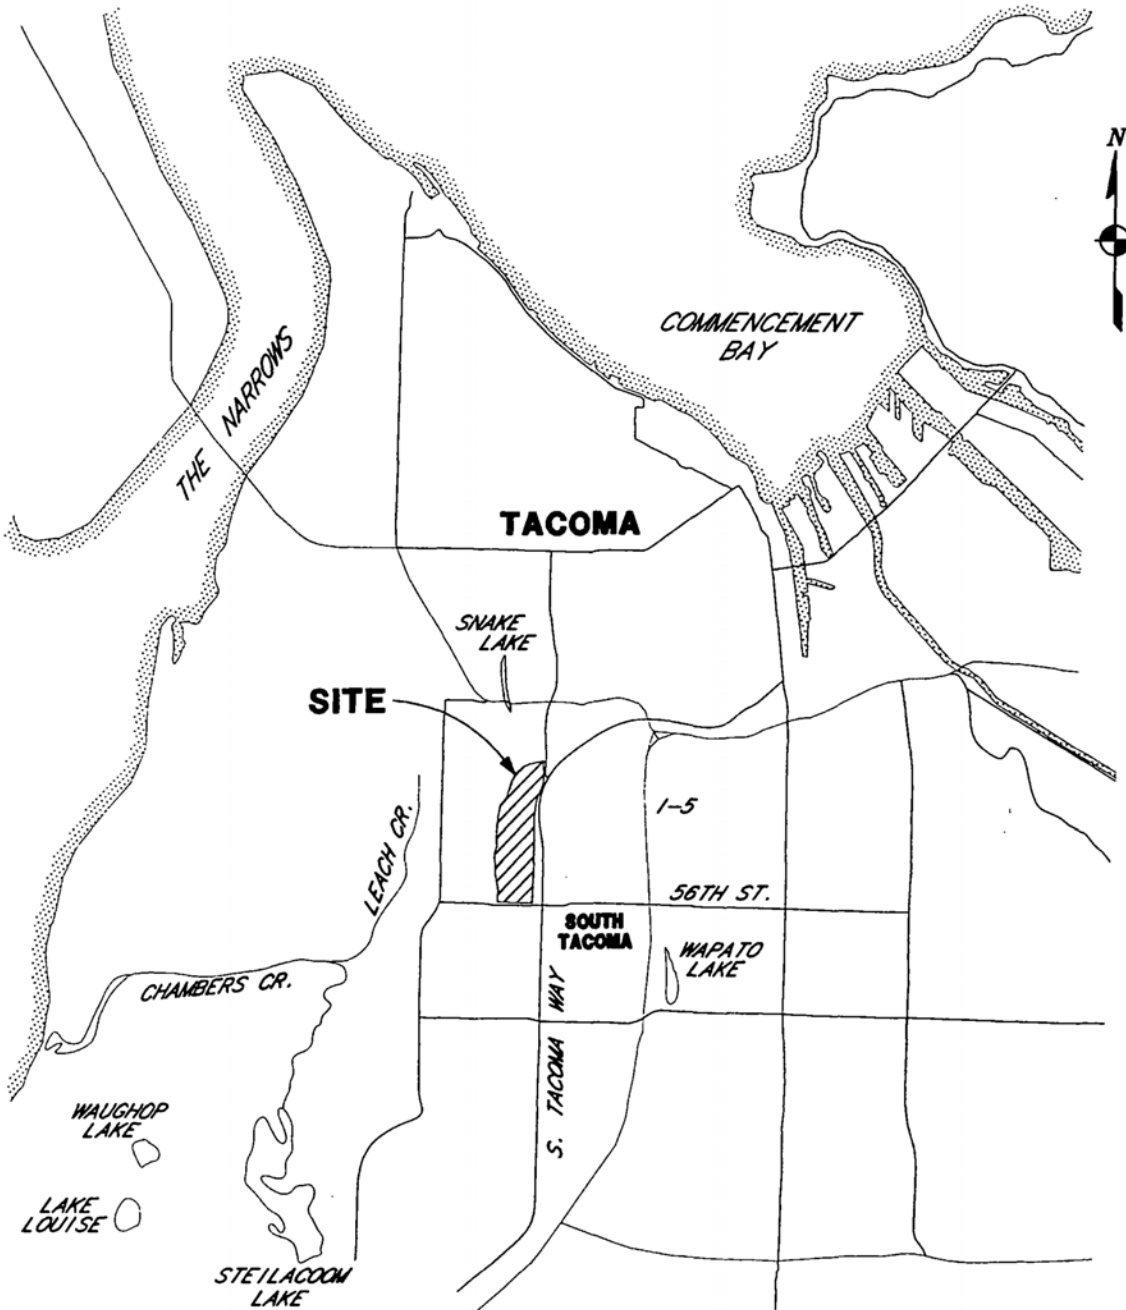 N
COMMENCEMENT
BAY
THE NARROWS
TACOMA
SNAKE
LAKE
SITE
I-5
LEACH CR.
56TH ST.
SOUTH
TACOMA
WAPATO
LAKE
CHAMBERS CR.
S. TACOMA WAY
WAUGHOP
LAKE
LAKE
LOUISE
STEILACOOM
LAKE